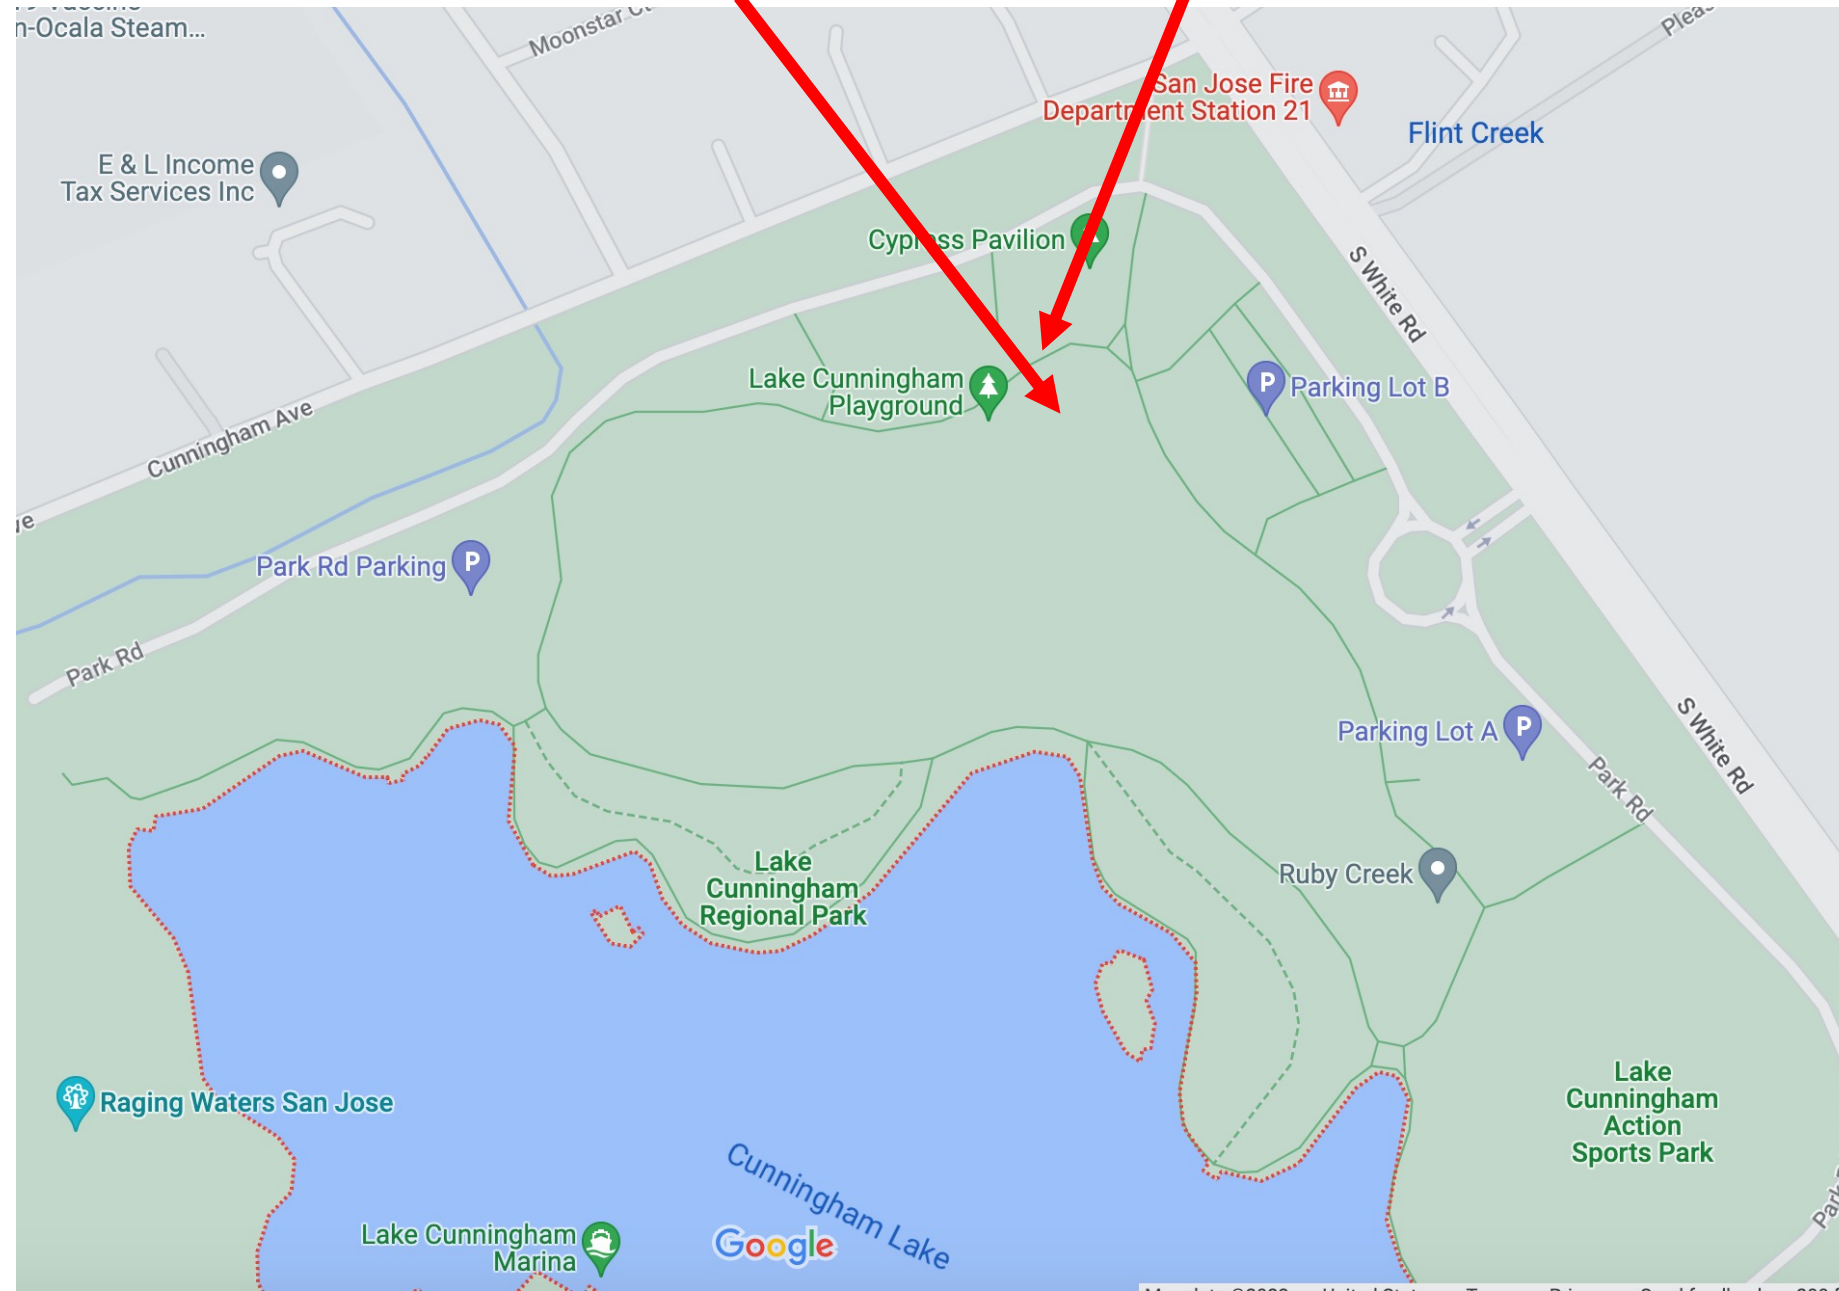 n-Ocala Steam...
Moonstar Ct
Pleas
San Jose Fire
Department Station 21
Flint Creek
E & L Income
Tax Services Inc
Cypress Pavilion
S White Rd
Lake Cunningham
Playground
P
Parking Lot B
Cunningham Ave
ve
Park Rd Parking
P
Park Rd
S White Rd
Parking Lot A
P
Park Rd
Lake
Cunningham
Regional Park
Ruby Creek
Raging Waters San Jose
Lake
Cunningham
Action
Sports Park
Cunningham Lake
Lake Cunningham
Marina
Google
Park